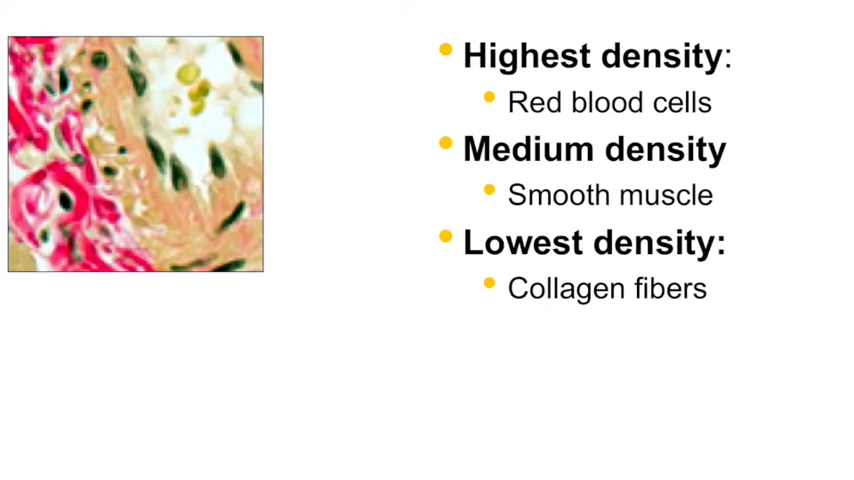 Highest density:
Red blood cells
Medium density
Smooth muscle
Lowest density:
Collagen fibers